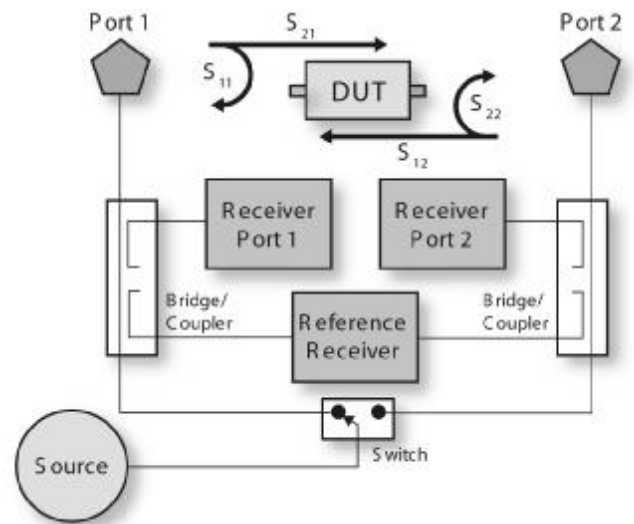 Port 1
Port 2
S21
S11
DUT
S22
S12
Receiver
Port 1
Receiver
Port 2
Bridge/
Coupler
Bridge/
Coupler
Reference
Receiver
Switch
Source